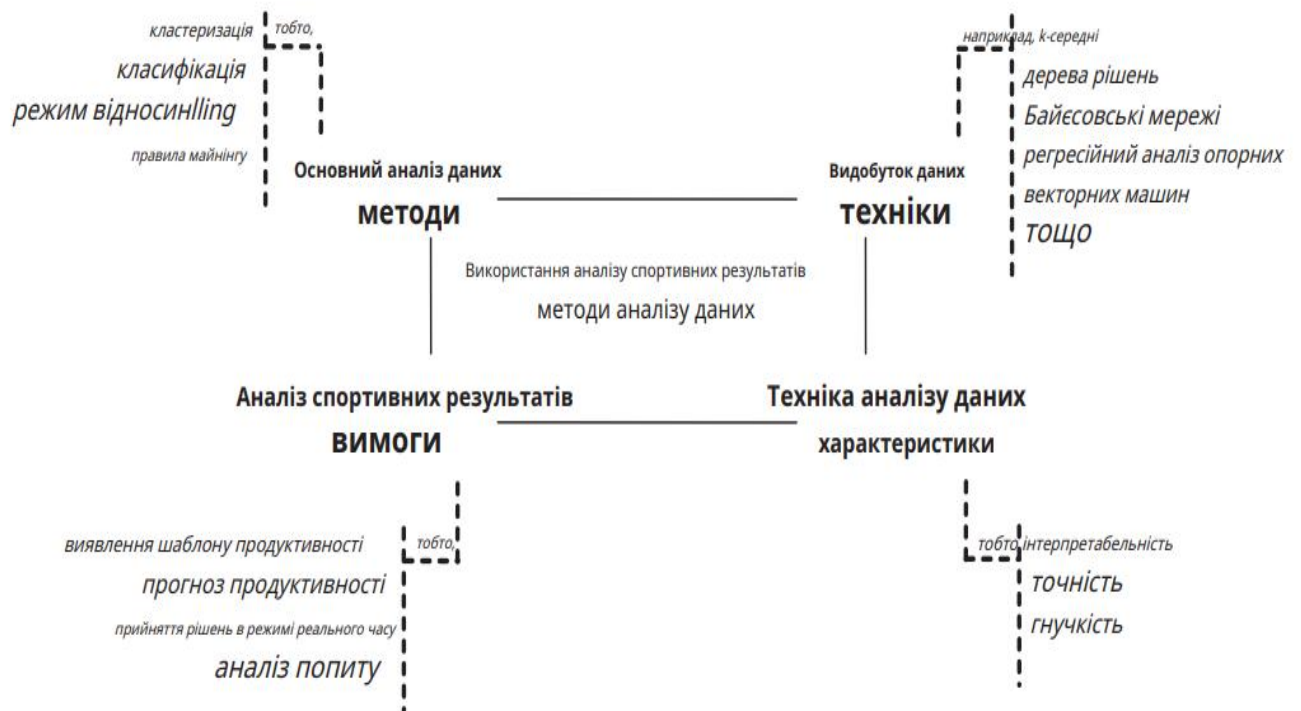 кластеризація
тобто,
класифікація
режим відносинlling
правила майнінгу
Основний аналіз даних
методи
наприклад, k-середні
дерева рішень
Байєсовські мережі
регресійний аналіз опорних
векторних машин
тощо
Видобуток даних
техніки
Використання аналізу спортивних результатів
методи аналізу даних
Аналіз спортивних результатів
вимоги
Техніка аналізу даних
характеристики
виявлення шаблону продуктивності
тобто,
прогноз продуктивності
прийняття рішень в режимі реального часу
аналіз попиту
тобто інтерпретабельність
точність
гнучкість